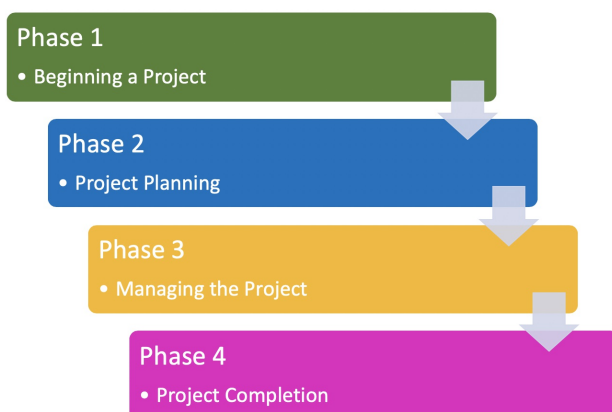 Phase 1
• Beginning a Project
Phase 2
• Project Planning
Phase 3
• Managing the Project
Phase 4
• Project Completion